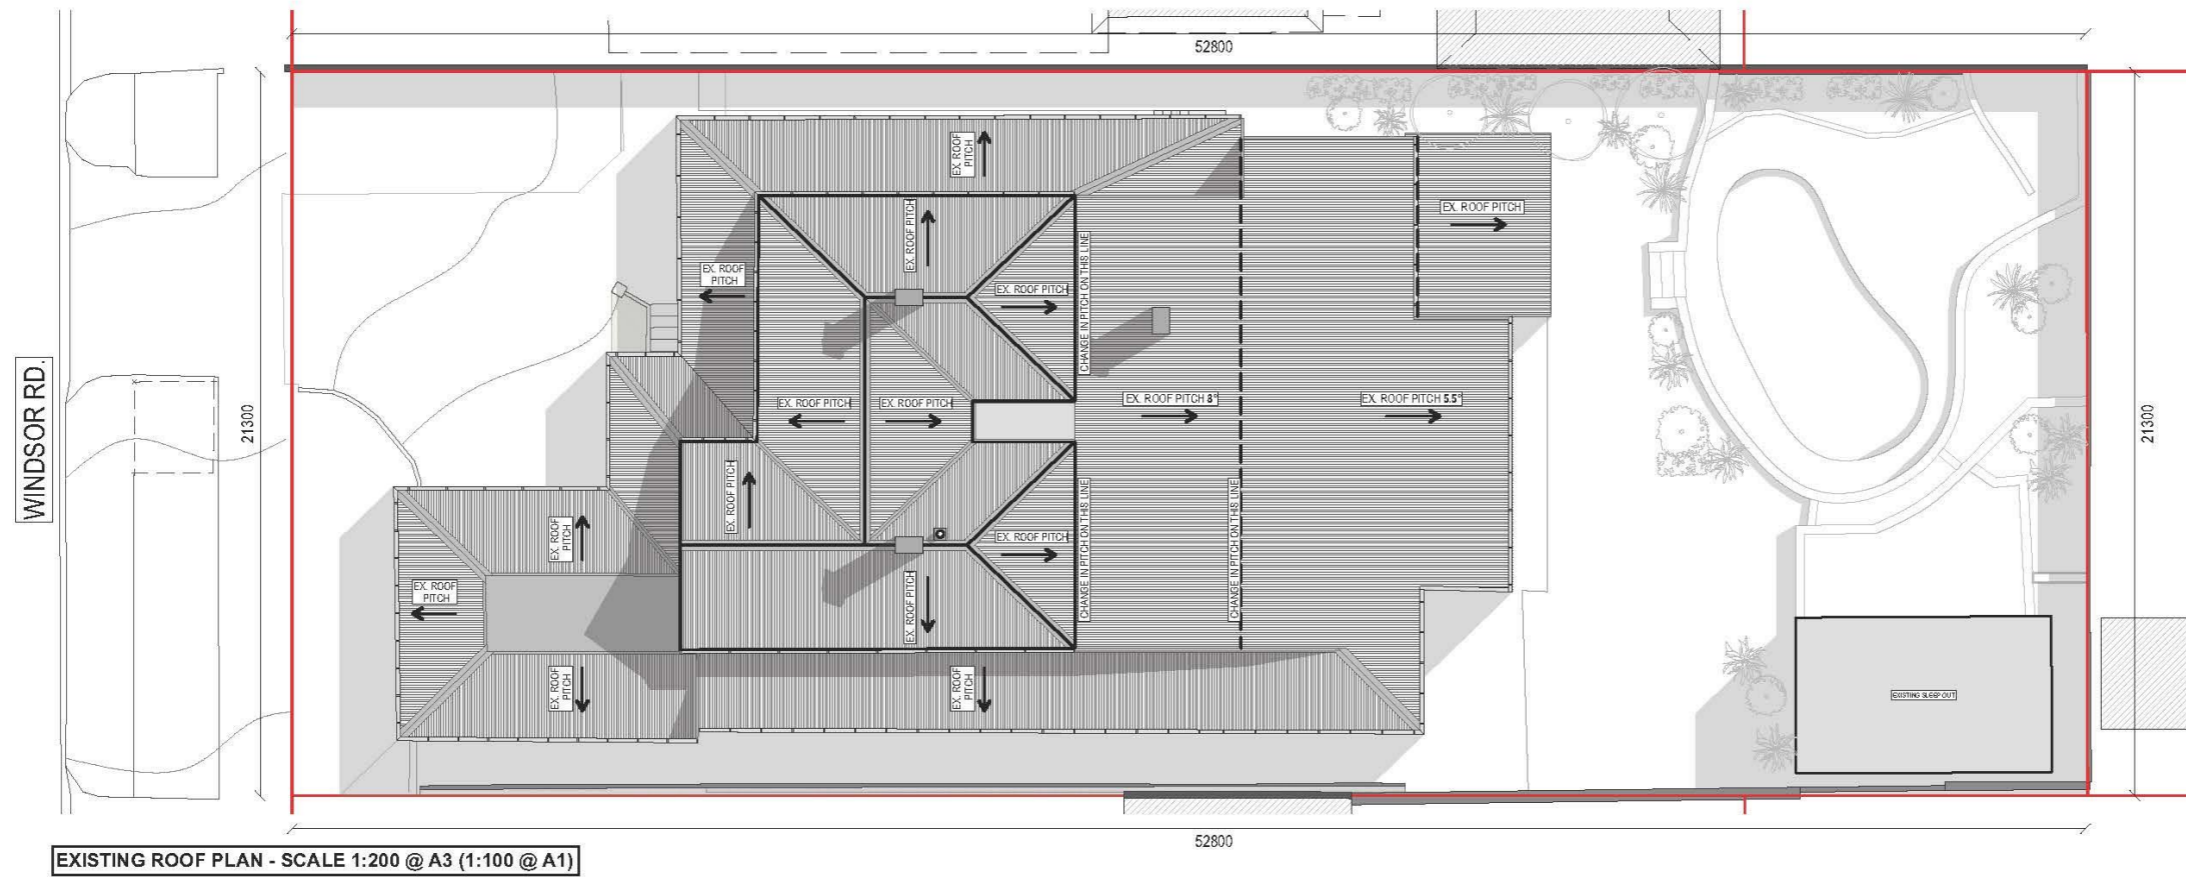 52800
EX. ROOF
PITCH
EX. ROOF PITCH
EX. ROOF PITCH
CHANGE IN PITCH ON THIS LINE
EX. ROOF
PITCH
EX. ROOF PITCH
WINDSOR RD.
21300
EX. ROOF PITCH
EX. ROOF PITCH
EX. ROOF PITCH 8°
EX. ROOF PITCH 5.5°
21300
EX. ROOF PITCH
EX. ROOF
PITCH
EX. ROOF PITCH
CHANGE IN PITCH ON THIS LINE
CHANGE IN PITCH ON THIS LINE
EX. ROOF
PITCH
EX. ROOF PITCH
EX. ROOF
PITCH
EX. ROOF
PITCH
EXISTING SLEEP OUT
52800
EXISTING ROOF PLAN - SCALE 1:200 @ A3 (1:100 @ A1)